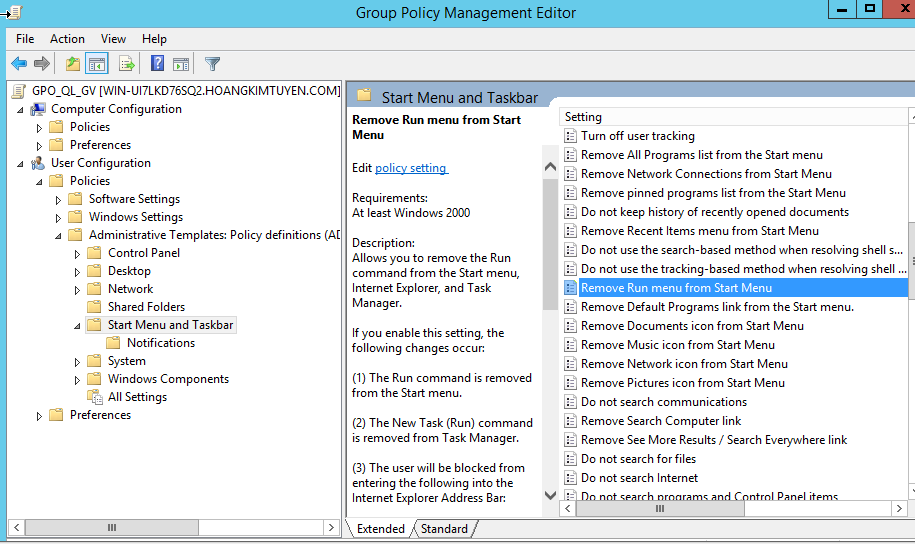 Group Policy Management Editor
File Action View Help
GPO_QL_GV [WIN-UI7LKD76SQ2.HOANGKIMTUYEN.COM]
Computer Configuration
Policies
Preferences
User Configuration
Policies
Software Settings
Windows Settings
Administrative Templates: Policy definitions (AD
Control Panel
Desktop
Network
Shared Folders
Start Menu and Taskbar
Notifications
System
Windows Components
All Settings
Preferences
Start Menu and Taskbar
Remove Run menu from Start
Menu
Edit policy setting
Requirements:
At least Windows 2000
Description:
Allows you to remove the Run
command from the Start menu,
Internet Explorer, and Task
Manager.
If you enable this setting, the
following changes occur:
(1) The Run command is removed
from the Start menu.
(2) The New Task (Run) command
is removed from Task Manager.
(3) The user will be blocked from
entering the following into the
Internet Explorer Address Bar:
Setting
Turn off user tracking
Remove All Programs list from the Start menu
Remove Network Connections from Start Menu
Remove pinned programs list from the Start menu
Do not keep history of recently opened documents
Remove Recent Items menu from Start Menu
Do not use the search-based method when resolving shell s...
Do not use the tracking-based method when resolving shell ...
Remove Run menu from Start Menu
Remove Default Programs link from the Start menu.
Remove Documents icon from Start Menu
Remove Music icon from Start Menu
Remove Network icon from Start Menu
Remove Pictures icon from Start Menu
Do not search communications
Remove Search Computer link
Remove See More Results / Search Everywhere link
Do not search for files
Do not search Internet
Do not search programs and Control Panel items
Extended Standard